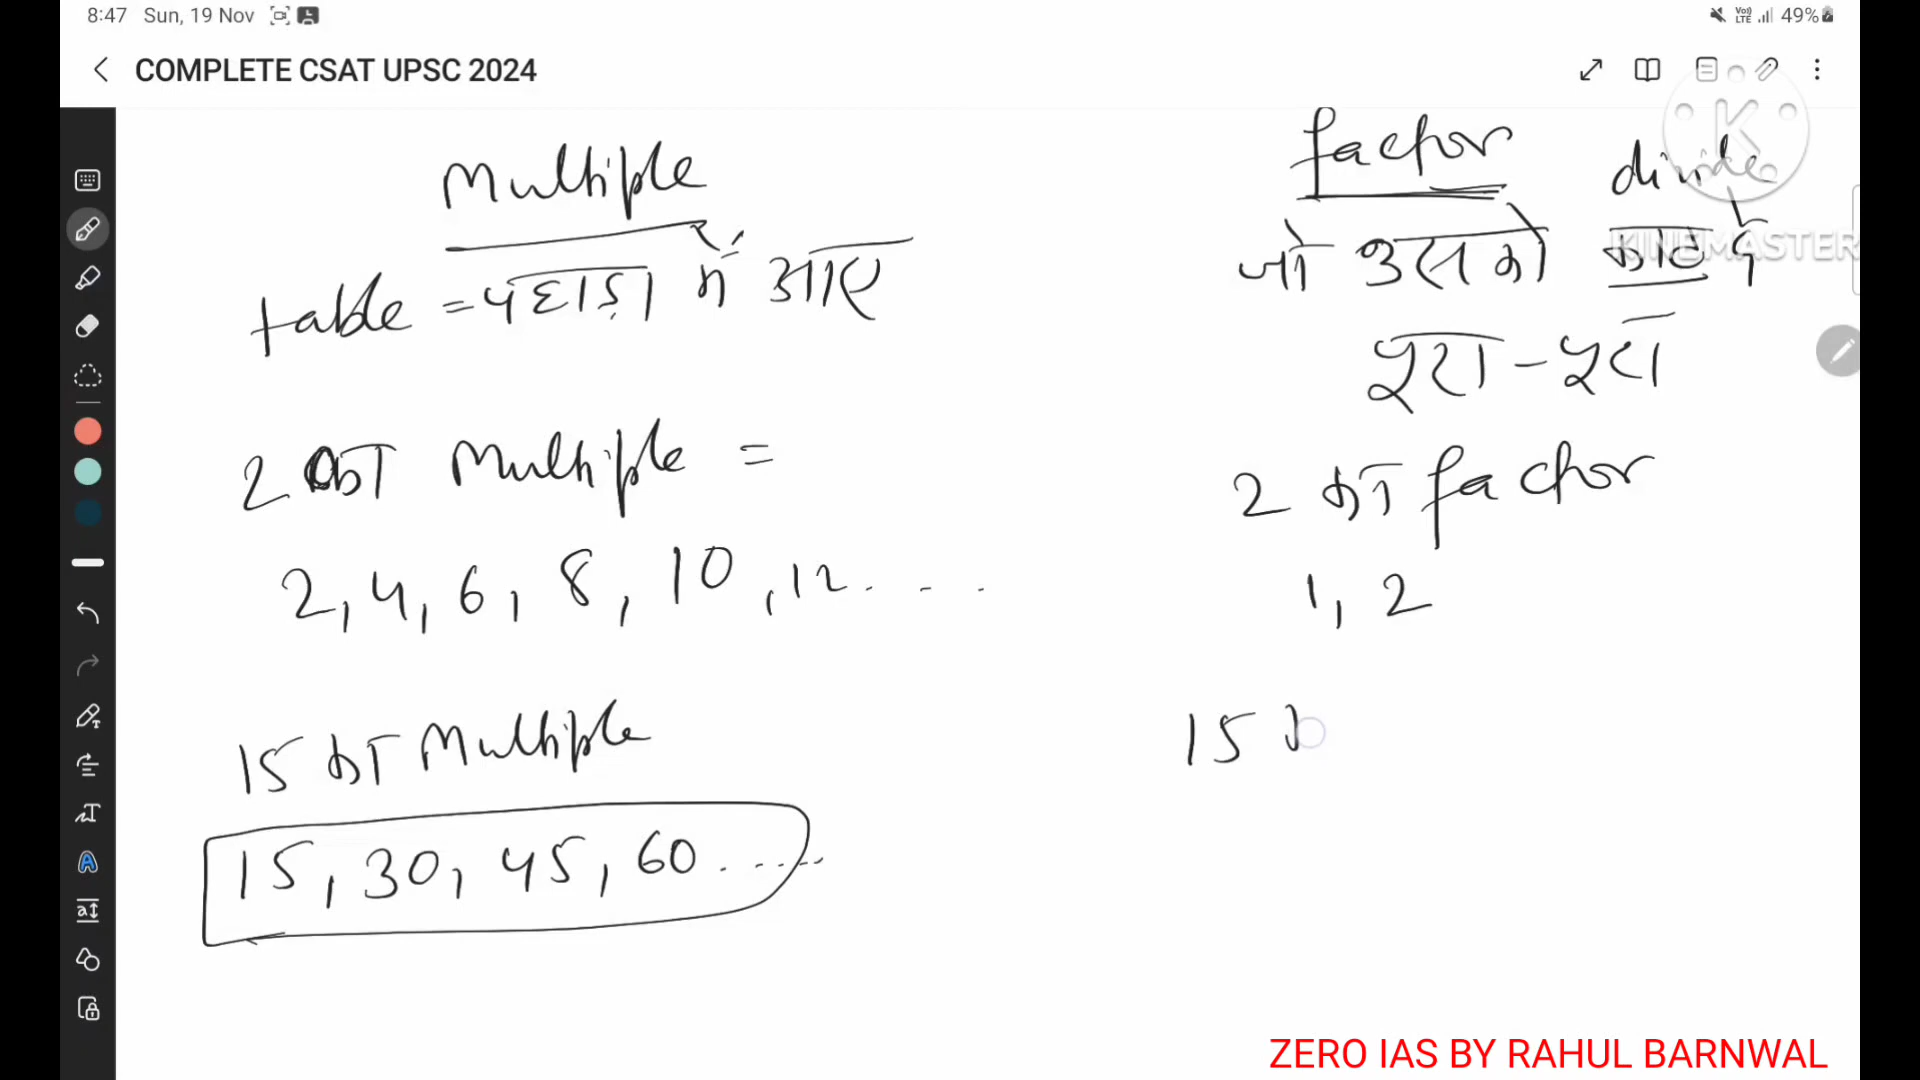 8:47 Sun, 19 Nov
49%
COMPLETE CSAT UPSC 2024
Multiple
table = पहाड़ा में आए
2 का Multiple =
2, 4, 6, 8, 10, 12. . . .
15 का Multiple
15, 30, 45, 60. . . . . .
factor divide
जो उसको काट दे
पूरा - पूरा
2 का factor
1, 2
15
KINEMASTER
ZERO IAS BY RAHUL BARNWAL